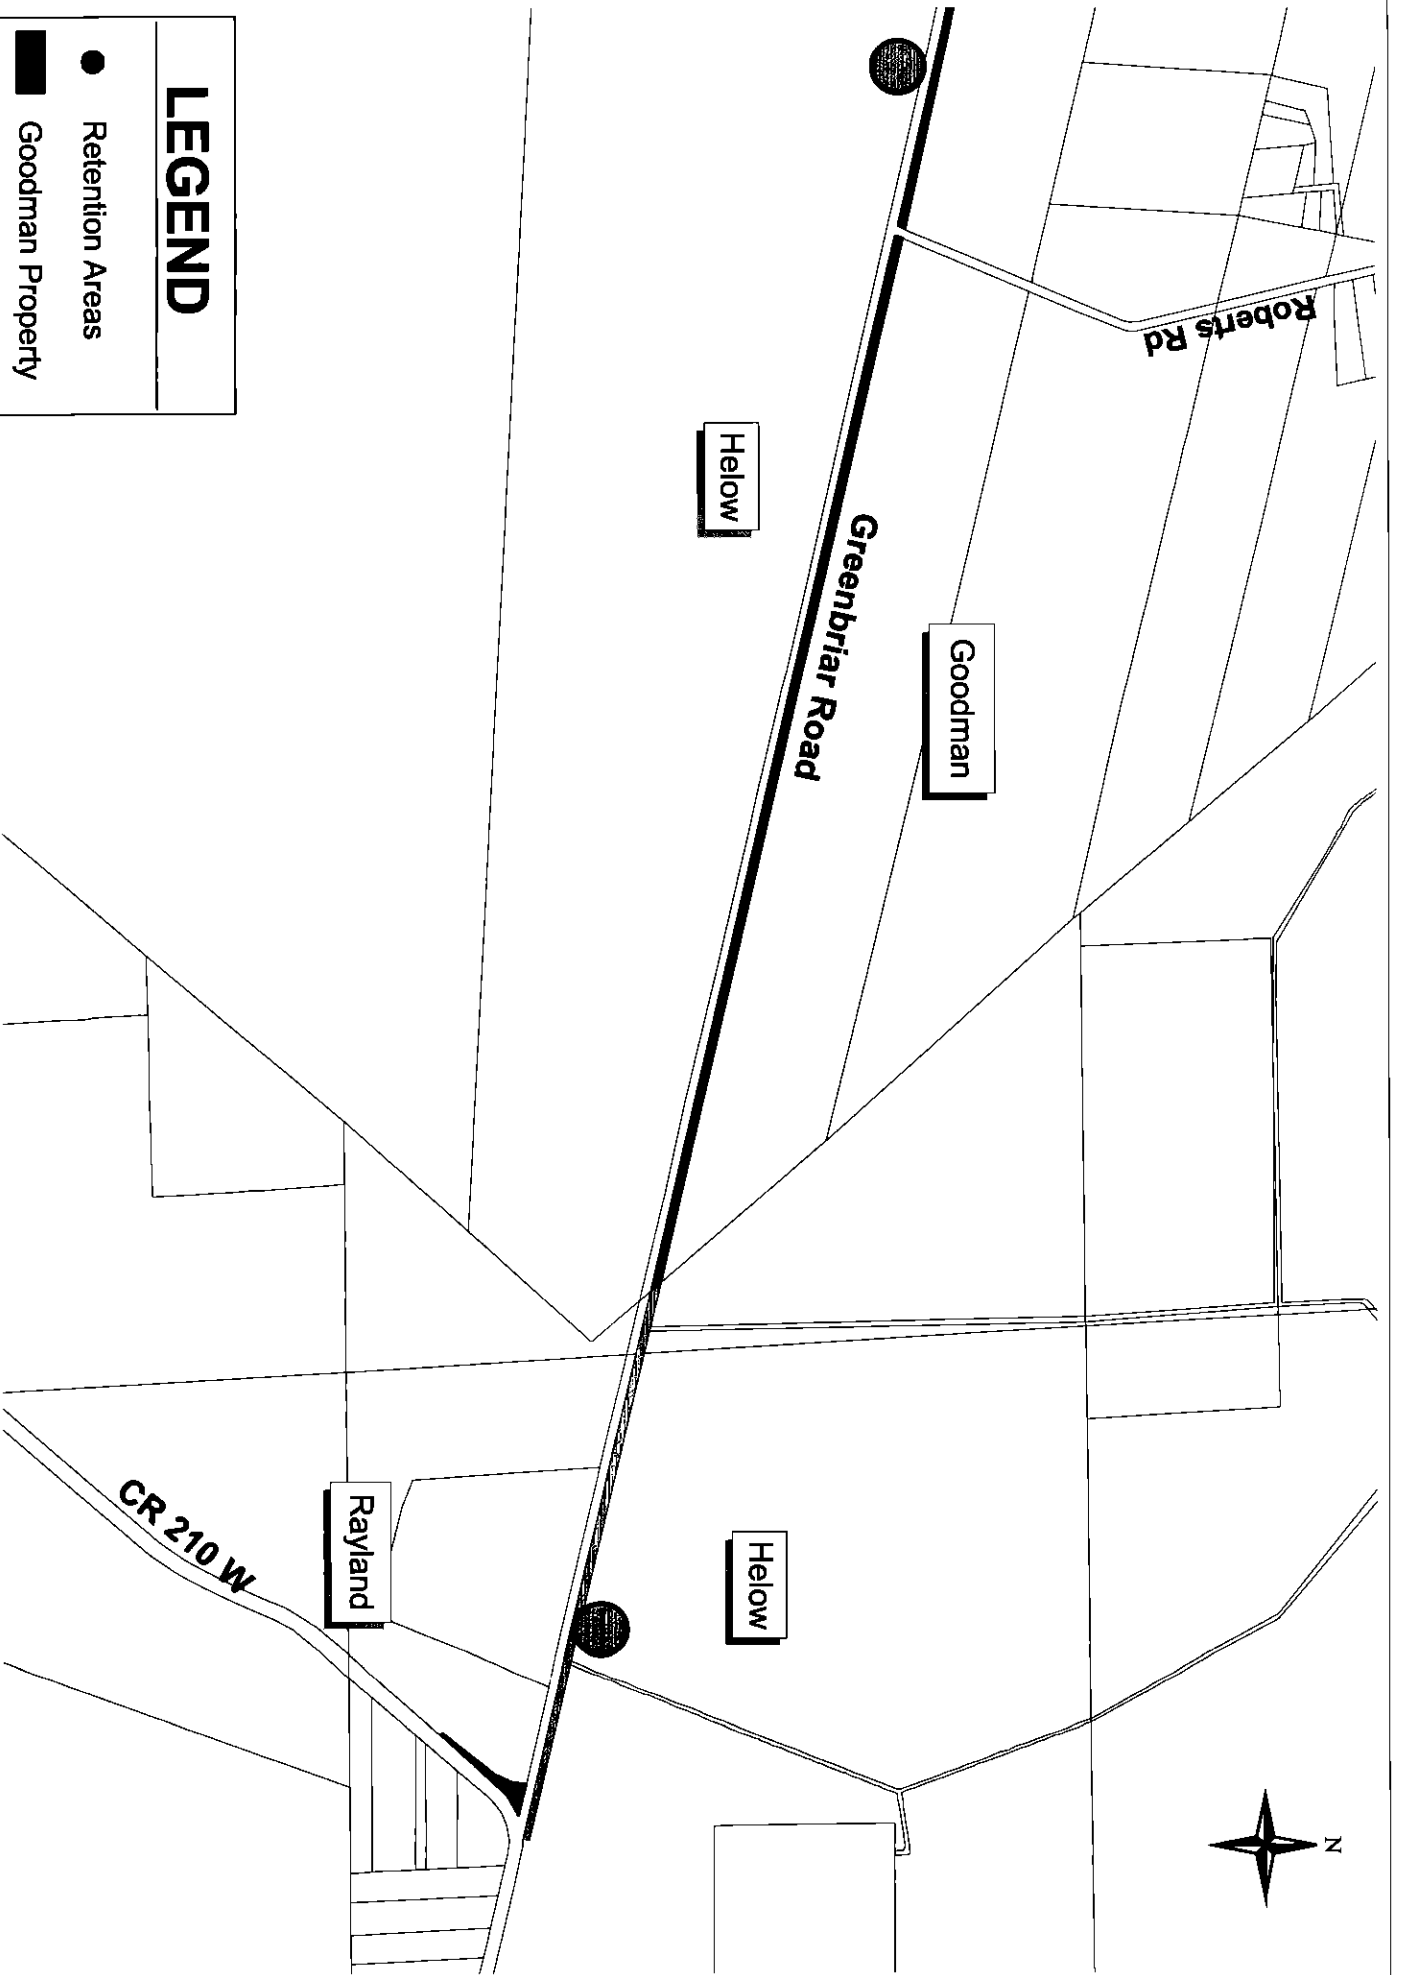 N
Roberts Rd
Goodman
Greenbriar Road
Helow
Helow
Rayland
CR 210 W
LEGEND
Retention Areas
Goodman Property